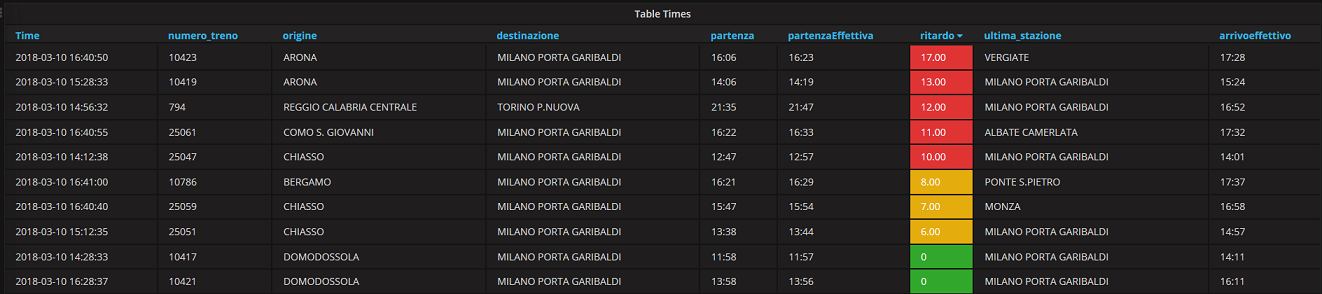 Table Times
Time numero_treno origine destinazione partenza partenzaEffettiva ritardo ultima_stazione arrivoeffettivo
2018-03-10 16:40:50 10423 ARONA MILANO PORTA GARIBALDI 16:06 16:23 17.00 VERGIATE 17:28
2018-03-10 15:28:33 10419 ARONA MILANO PORTA GARIBALDI 14:06 14:19 13.00 MILANO PORTA GARIBALDI 15:24
2018-03-10 14:56:32 794 REGGIO CALABRIA CENTRALE TORINO P.NUOVA 21:35 21:47 12.00 MILANO PORTA GARIBALDI 16:52
2018-03-10 16:40:55 25061 COMO S. GIOVANNI MILANO PORTA GARIBALDI 16:22 16:33 11.00 ALBATE CAMERLATA 17:32
2018-03-10 14:12:38 25047 CHIASSO MILANO PORTA GARIBALDI 12:47 12:57 10.00 MILANO PORTA GARIBALDI 14:01
2018-03-10 16:41:00 10786 BERGAMO MILANO PORTA GARIBALDI 16:21 16:29 8.00 PONTE S.PIETRO 17:37
2018-03-10 16:40:40 25059 CHIASSO MILANO PORTA GARIBALDI 15:47 15:54 7.00 MONZA 16:58
2018-03-10 15:12:35 25051 CHIASSO MILANO PORTA GARIBALDI 13:38 13:44 6.00 MILANO PORTA GARIBALDI 14:57
2018-03-10 14:28:33 10417 DOMODOSSOLA MILANO PORTA GARIBALDI 11:58 11:57 0 MILANO PORTA GARIBALDI 14:11
2018-03-10 16:28:37 10421 DOMODOSSOLA MILANO PORTA GARIBALDI 13:58 13:56 0 MILANO PORTA GARIBALDI 16:11